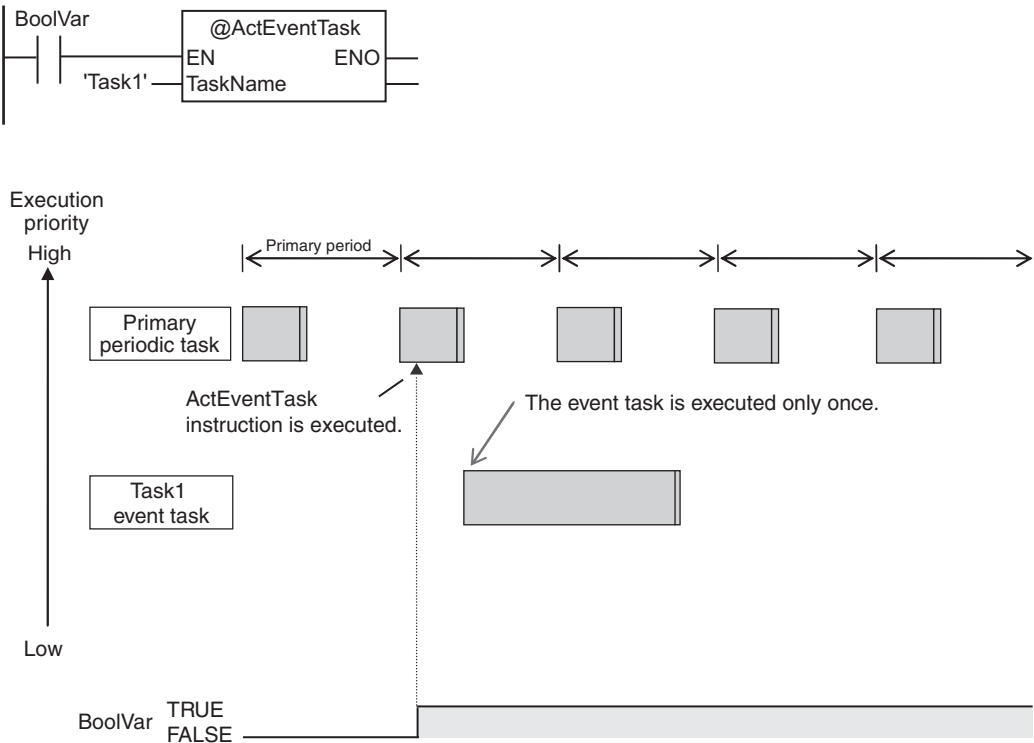 BoolVar
@ActEventTask
EN ENO
'Task1' TaskName
Execution
priority
High
Primary period
Primary
periodic task
ActEventTask
instruction is executed.
The event task is executed only once.
Task1
event task
Low
BoolVar TRUE
FALSE